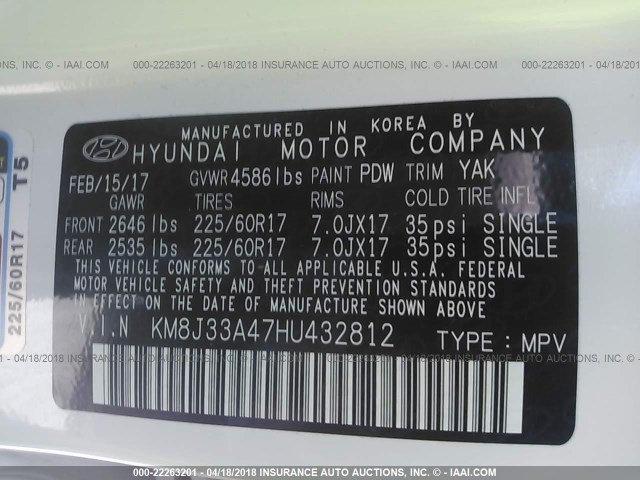 TIONS, INC. - 000-22263201 - 04/18/2018 INSURANCE AUTO AUCTIONS, INC. - 000-22263
© - IAAI.COM © - IAAI.COM
MANUFACTURED IN KOREA BY
HYUNDAI MOTOR COMPANY
FEB/15/17 GVWR 4586 lbs PAINT PDW TRIM YAK
GAWR TIRES RIMS COLD TIRE INFL
FRONT 2646 lbs 225/60R17 7.0JX17 35psi SINGLE
REAR 2535 lbs 225/60R17 7.0JX17 35psi SINGLE
THIS VEHICLE CONFORMS TO ALL APPLICABLE U.S.A. FEDERAL
MOTOR VEHICLE SAFETY, BUMPER, AND THEFT PREVENTION STANDARDS
IN EFFECT ON THE DATE OF MANUFACTURE SHOWN ABOVE.
V.I.N KM8J33A47HU432812 TYPE : MPV
T5
225/60R17
000-22263201 - 04/18/2018 INSURANCE AUTO AUCTIONS, INC. - IAAI.COM